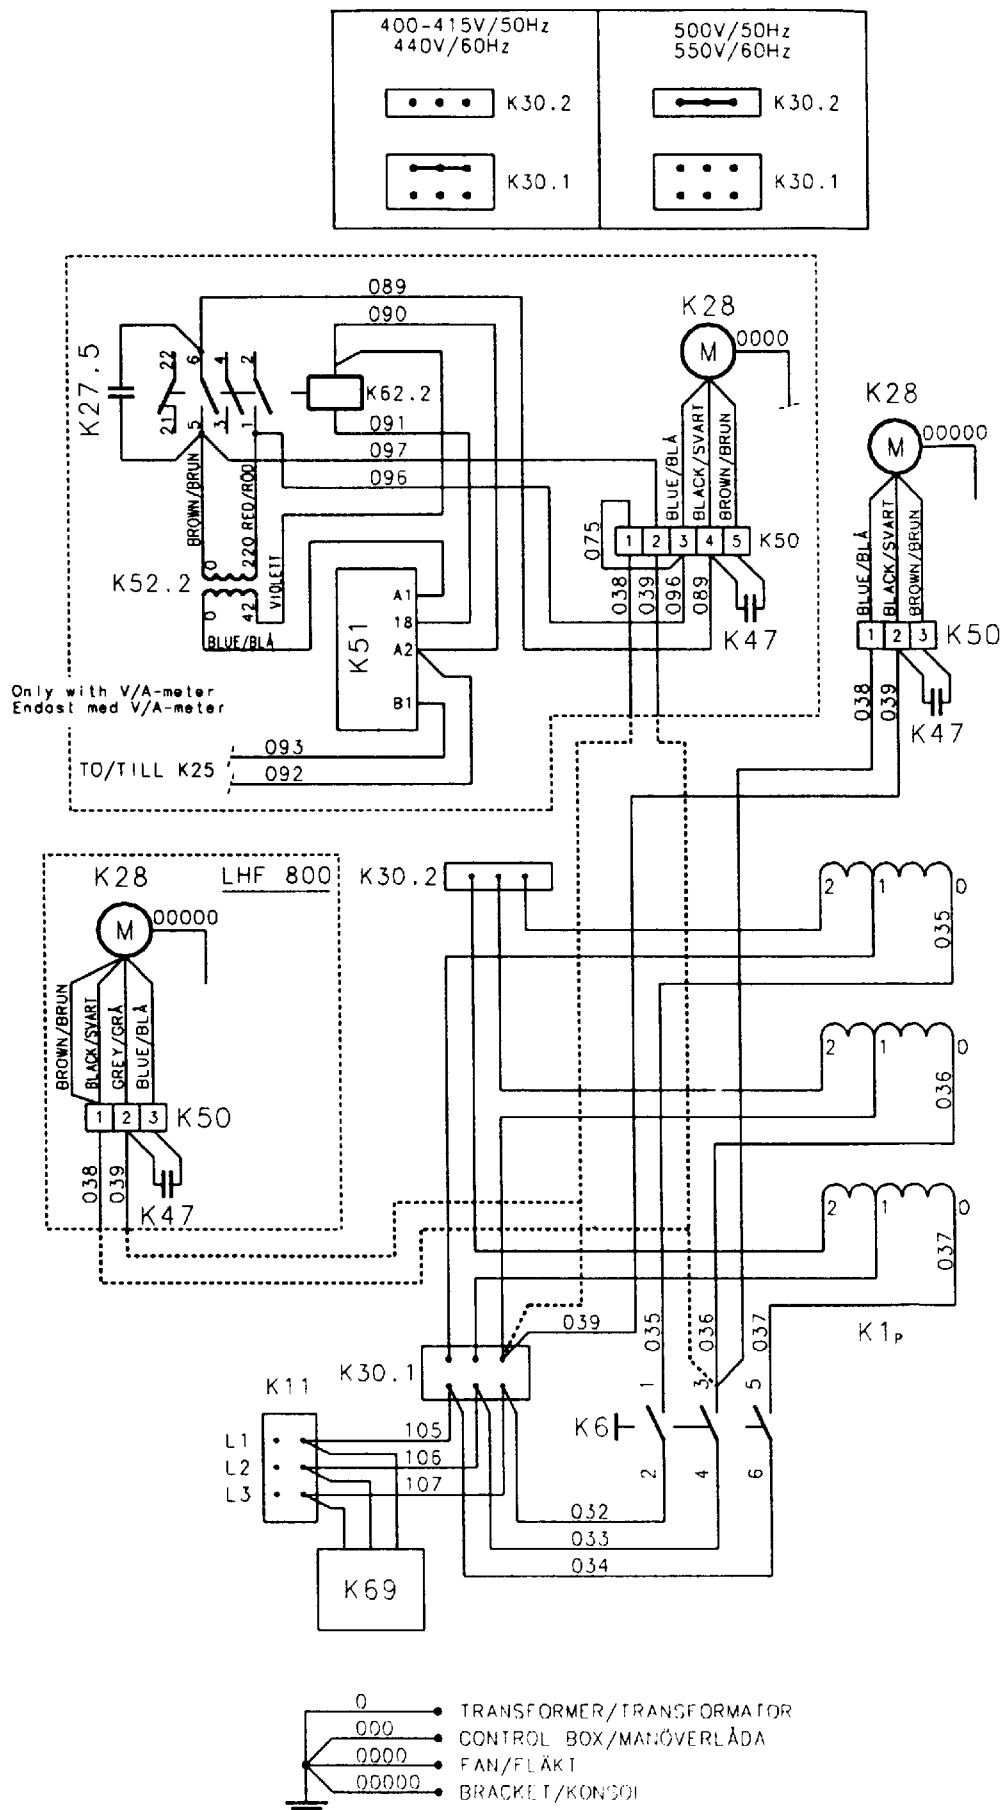 400-415V/50Hz
440V/60Hz
500V/50Hz
550V/60Hz
K30.2
K30.2
K30.1
K30.1
089
090
K27.5
22
6
4
2
21
5
3
1
K62.2
091
097
096
K28
M
0000
BLUE/BLÅ
BLACK/SVART
BROWN/BRUN
075
1
2
3
4
5
K50
038
039
096
089
K47
BROWN/BRUN
RED/ROD
0
220
K52.2
0
42
VIOLETT
BLUE/BLÅ
K51
A1
18
A2
B1
Only with V/A-meter
Endast med V/A-meter
TO/TILL K25
093
092
K28
M
00000
BLUE/BLÅ
BLACK/SVART
BROWN/BRUN
1
2
3
K50
038
039
K47
K28
LHF 800
M
00000
BROWN/BRUN
BLACK/SVART
GREY/GRÅ
BLUE/BLÅ
1
2
3
K50
038
039
K47
K30.2
2
1
0
035
2
1
0
036
2
1
0
037
K1P
039
035
036
037
K30.1
K11
L1
L2
L3
105
106
107
K6
1
3
5
2
4
6
032
033
034
K69
0
TRANSFORMER/TRANSFORMATOR
000
CONTROL BOX/MANÖVERLÅDA
0000
FAN/FLÄKT
00000
BRACKET/KONSOL